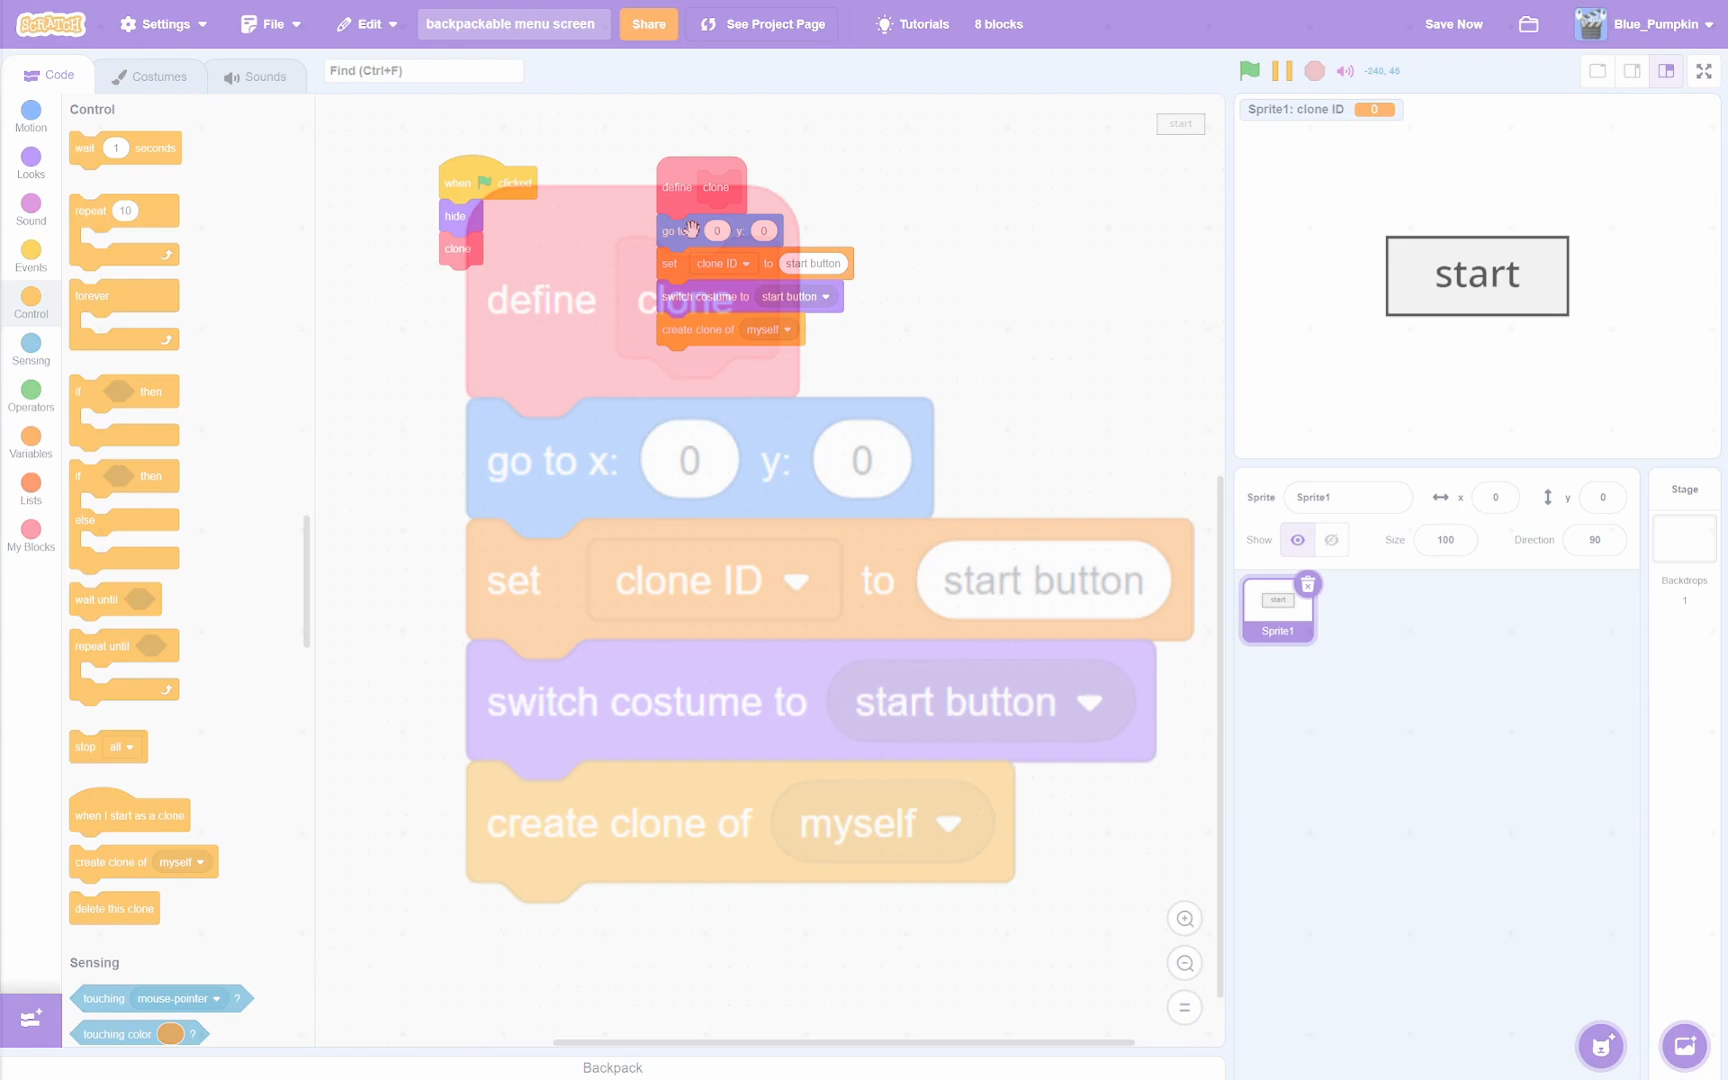 SCRATCH Settings File Edit backpackable menu screen Share See Project Page Tutorials 8 blocks Save Now Blue_Pumpkin
Code Costumes Sounds Find (Ctrl+F) -240, 45
Motion
Looks
Sound
Events
Control
Sensing
Operators
Variables
Lists
My Blocks
Control
wait 1 seconds
repeat 10
forever
if then
if then
else
wait until
repeat until
stop all
when I start as a clone
create clone of myself
delete this clone
Sensing
touching mouse-pointer ?
touching color ?
start
when clicked
hide
clone
define clone
go to 0 y: 0
set clone ID to start button
switch costume to start button
create clone of myself
define clone
go to x: 0 y: 0
set clone ID to start button
switch costume to start button
create clone of myself
Backpack
Sprite1: clone ID 0
start
Sprite Sprite1 x 0 y 0
Show Size 100 Direction 90
start
Sprite1
Stage
Backdrops
1